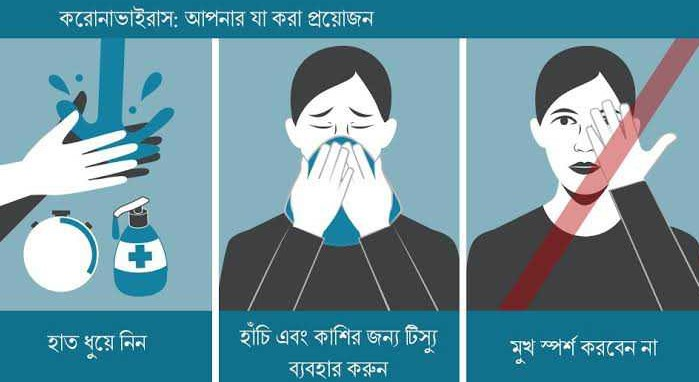 করোনাভাইরাস: আপনার যা করা প্রয়োজন
হাত ধুয়ে নিন
হাঁচি এবং কাশির জন্য টিস্যু
ব্যবহার করুন
মুখ স্পর্শ করবেন না